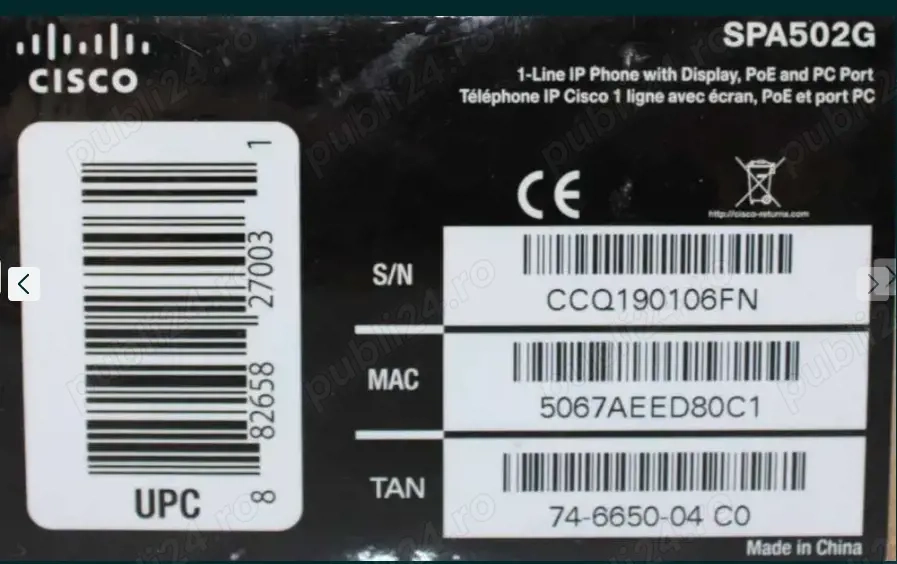 CISCO
SPA502G
1-Line IP Phone with Display, PoE and PC Port
Téléphone IP Cisco 1 ligne avec écran, PoE et port PC
http://cisco-returns.com
8 82658 27003 1
UPC
S/N
CCQ190106FN
MAC
5067AEED80C1
TAN
74-6650-04 C0
Made in China
publi24.ro